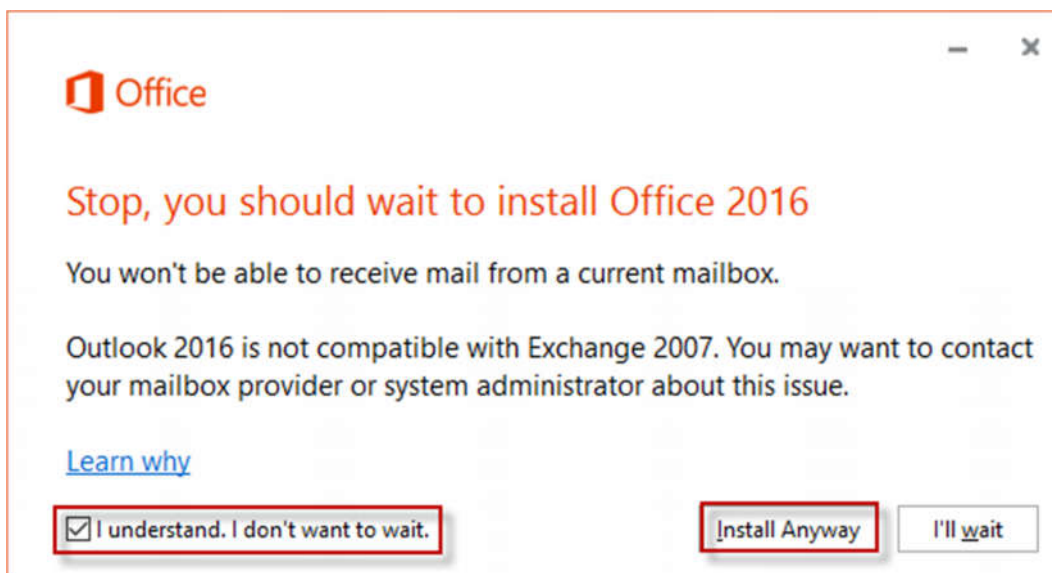 Office
Stop, you should wait to install Office 2016
You won't be able to receive mail from a current mailbox.
Outlook 2016 is not compatible with Exchange 2007. You may want to contact
your mailbox provider or system administrator about this issue.
Learn why
I understand. I don't want to wait.
Install Anyway
I'll wait